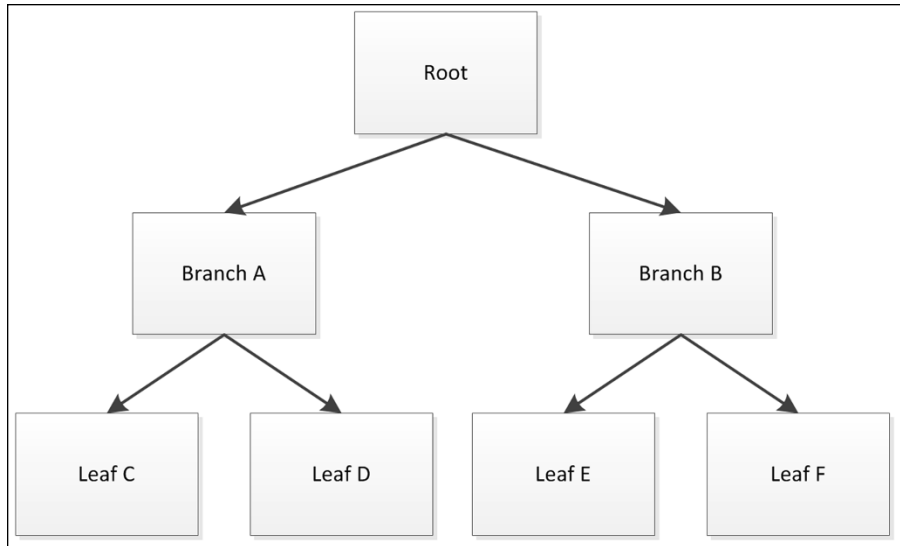 Root
Branch A
Branch B
Leaf C
Leaf D
Leaf E
Leaf F